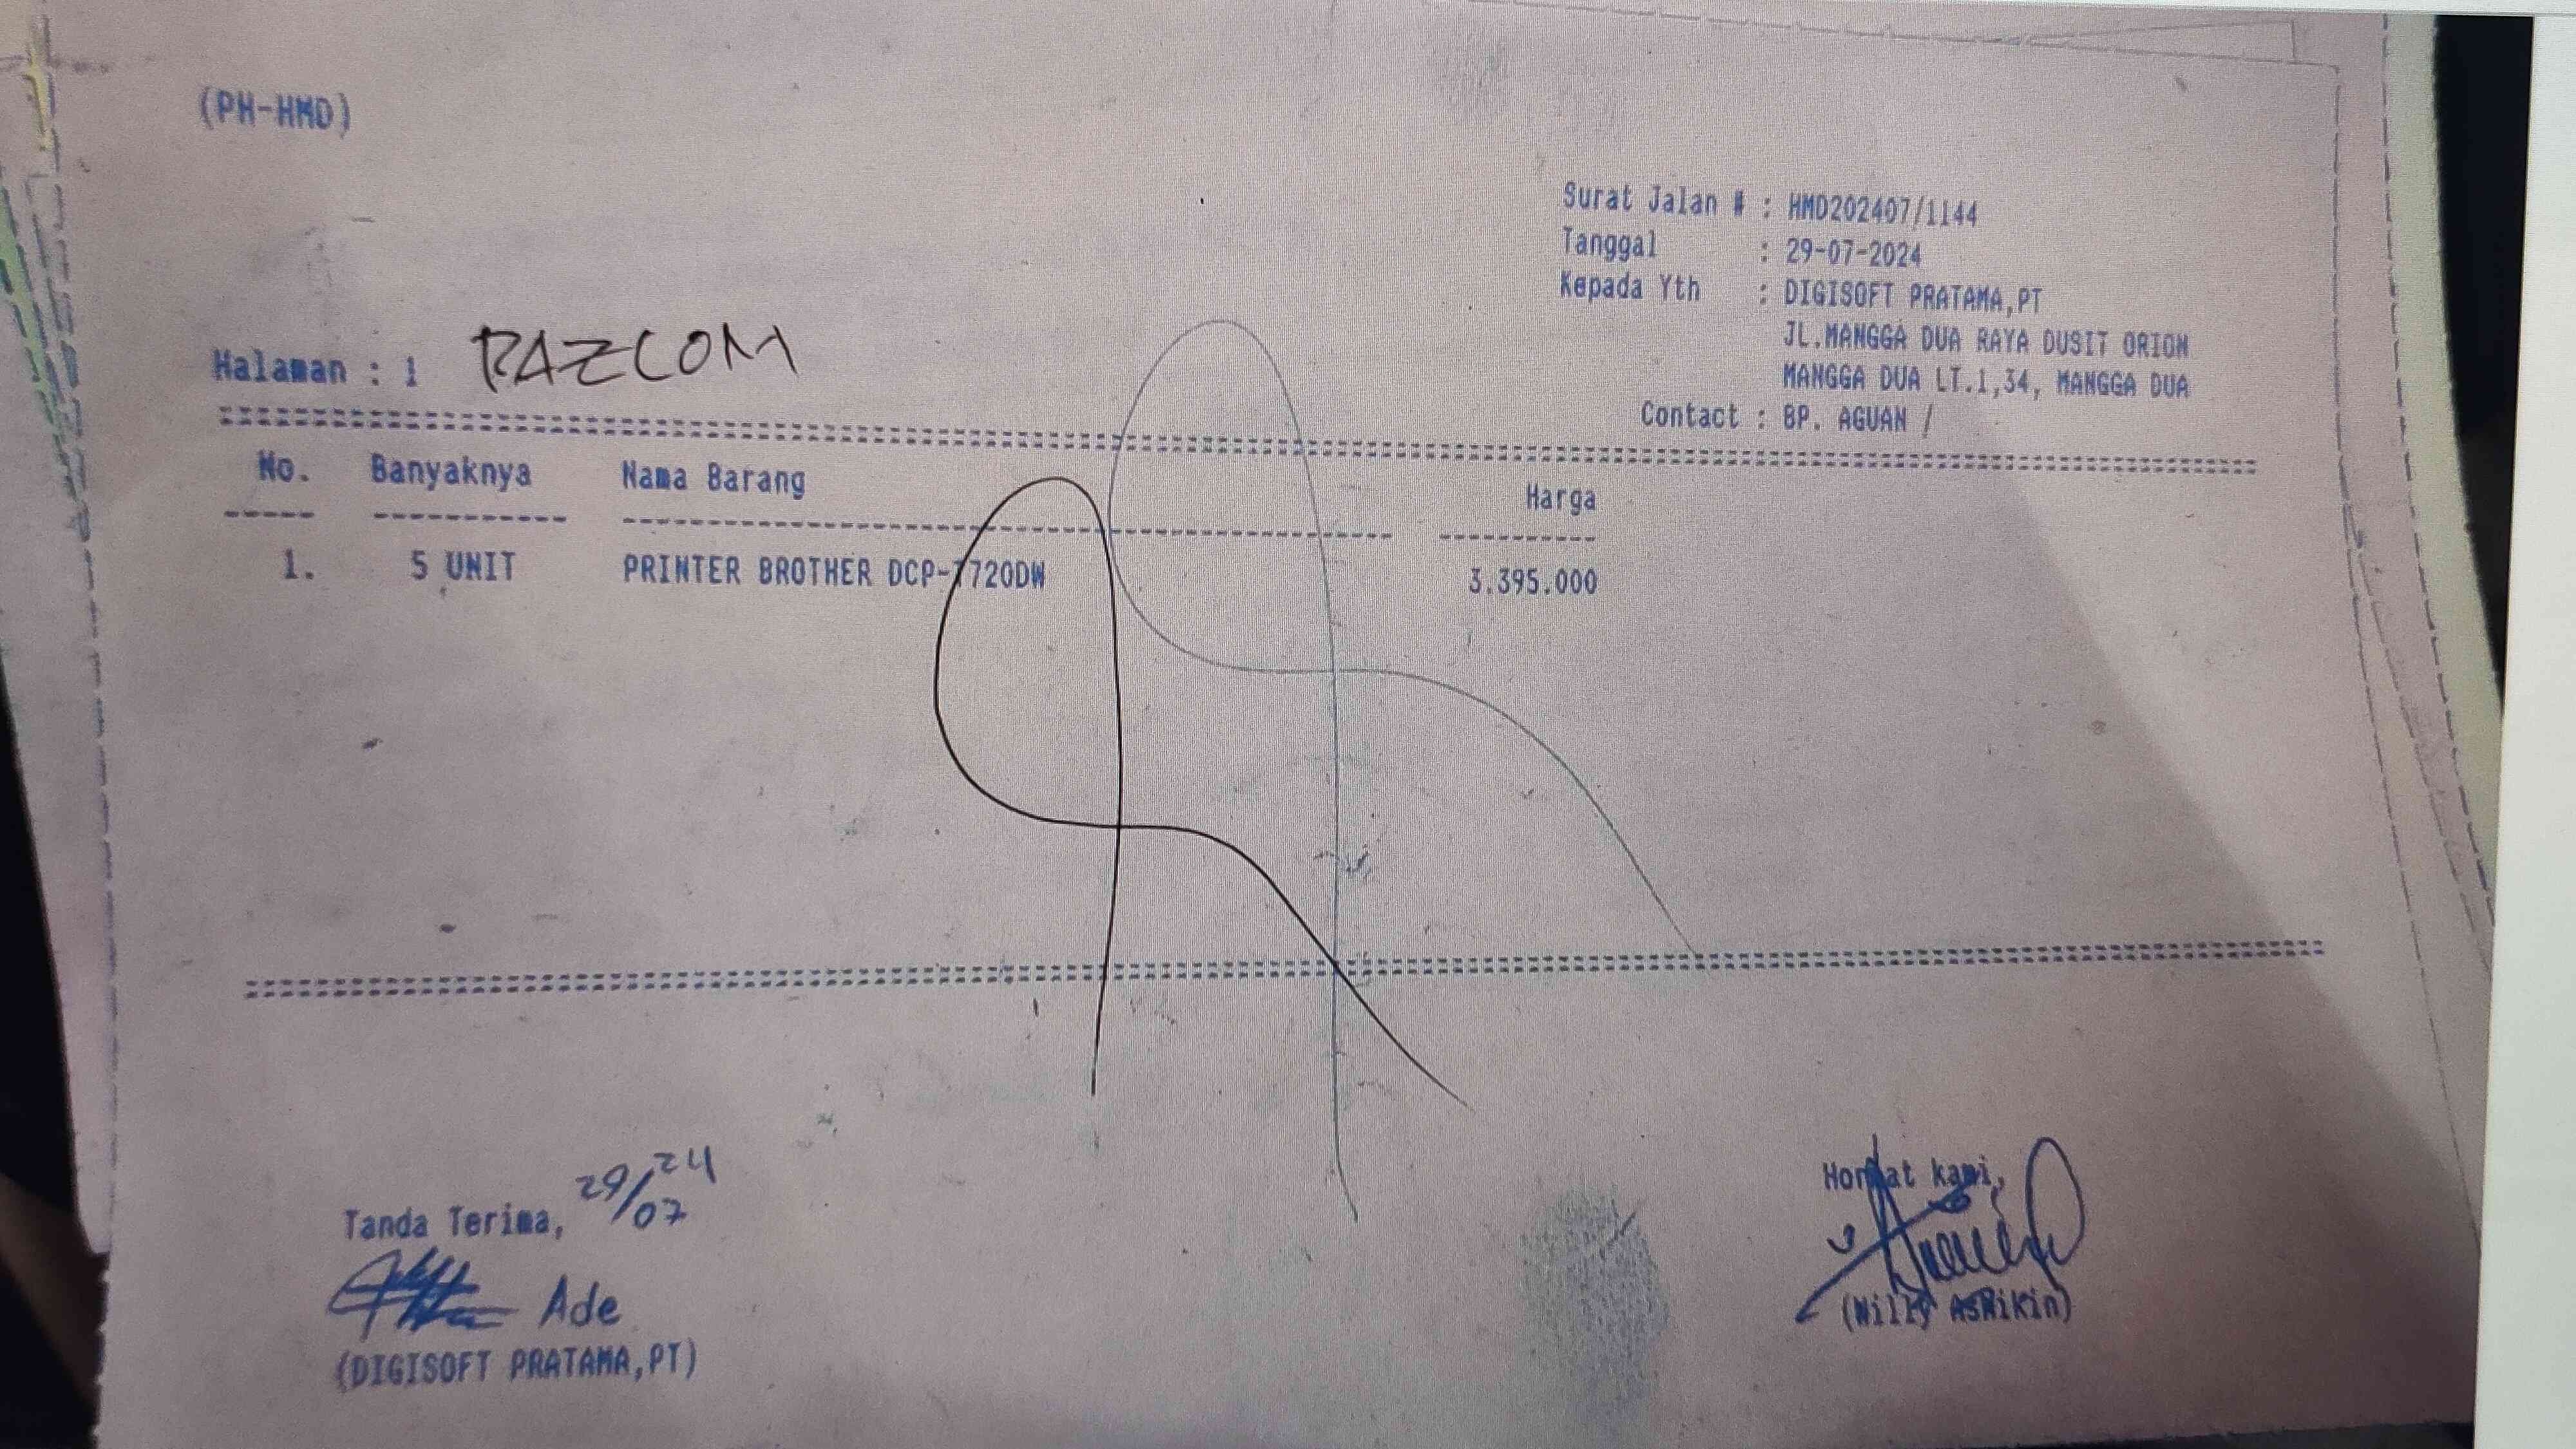 (PH-HMD)
Surat Jalan # : HMD202407/1144
Tanggal : 29-07-2024
Kepada Yth : DIGISOFT PRATAMA,PT
JL.MANGGA DUA RAYA DUSIT ORION
MANGGA DUA LT.1,34, MANGGA DUA
Contact : BP. AGUAN /
Halaman : 1 RAZCOM
No. Banyaknya Nama Barang Harga
1. 5 UNIT PRINTER BROTHER DCP-T720DW 3.395.000
Tanda Terima, 29/07 24
Ade
(DIGISOFT PRATAMA,PT)
Hormat kami,
(Willy Ashikin)